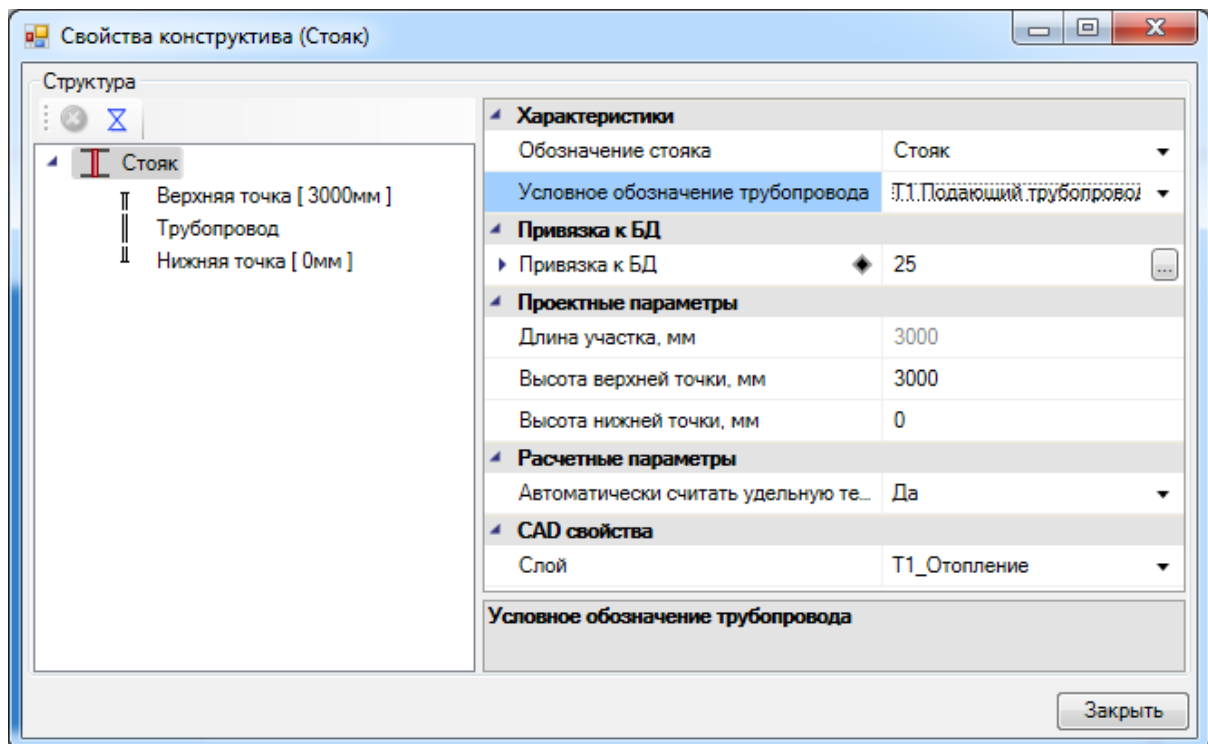 Свойства конструктива (Стояк)
Структура
Стояк
Верхняя точка [ 3000мм ]
Трубопровод
Нижняя точка [ 0мм ]
Характеристики
Обозначение стояка Стояк
Условное обозначение трубопровода Т1 Подающий трубопровод
Привязка к БД
Привязка к БД 25 ...
Проектные параметры
Длина участка, мм 3000
Высота верхней точки, мм 3000
Высота нижней точки, мм 0
Расчетные параметры
Автоматически считать удельную те... Да
CAD свойства
Слой Т1_Отопление
Условное обозначение трубопровода
Закрыть